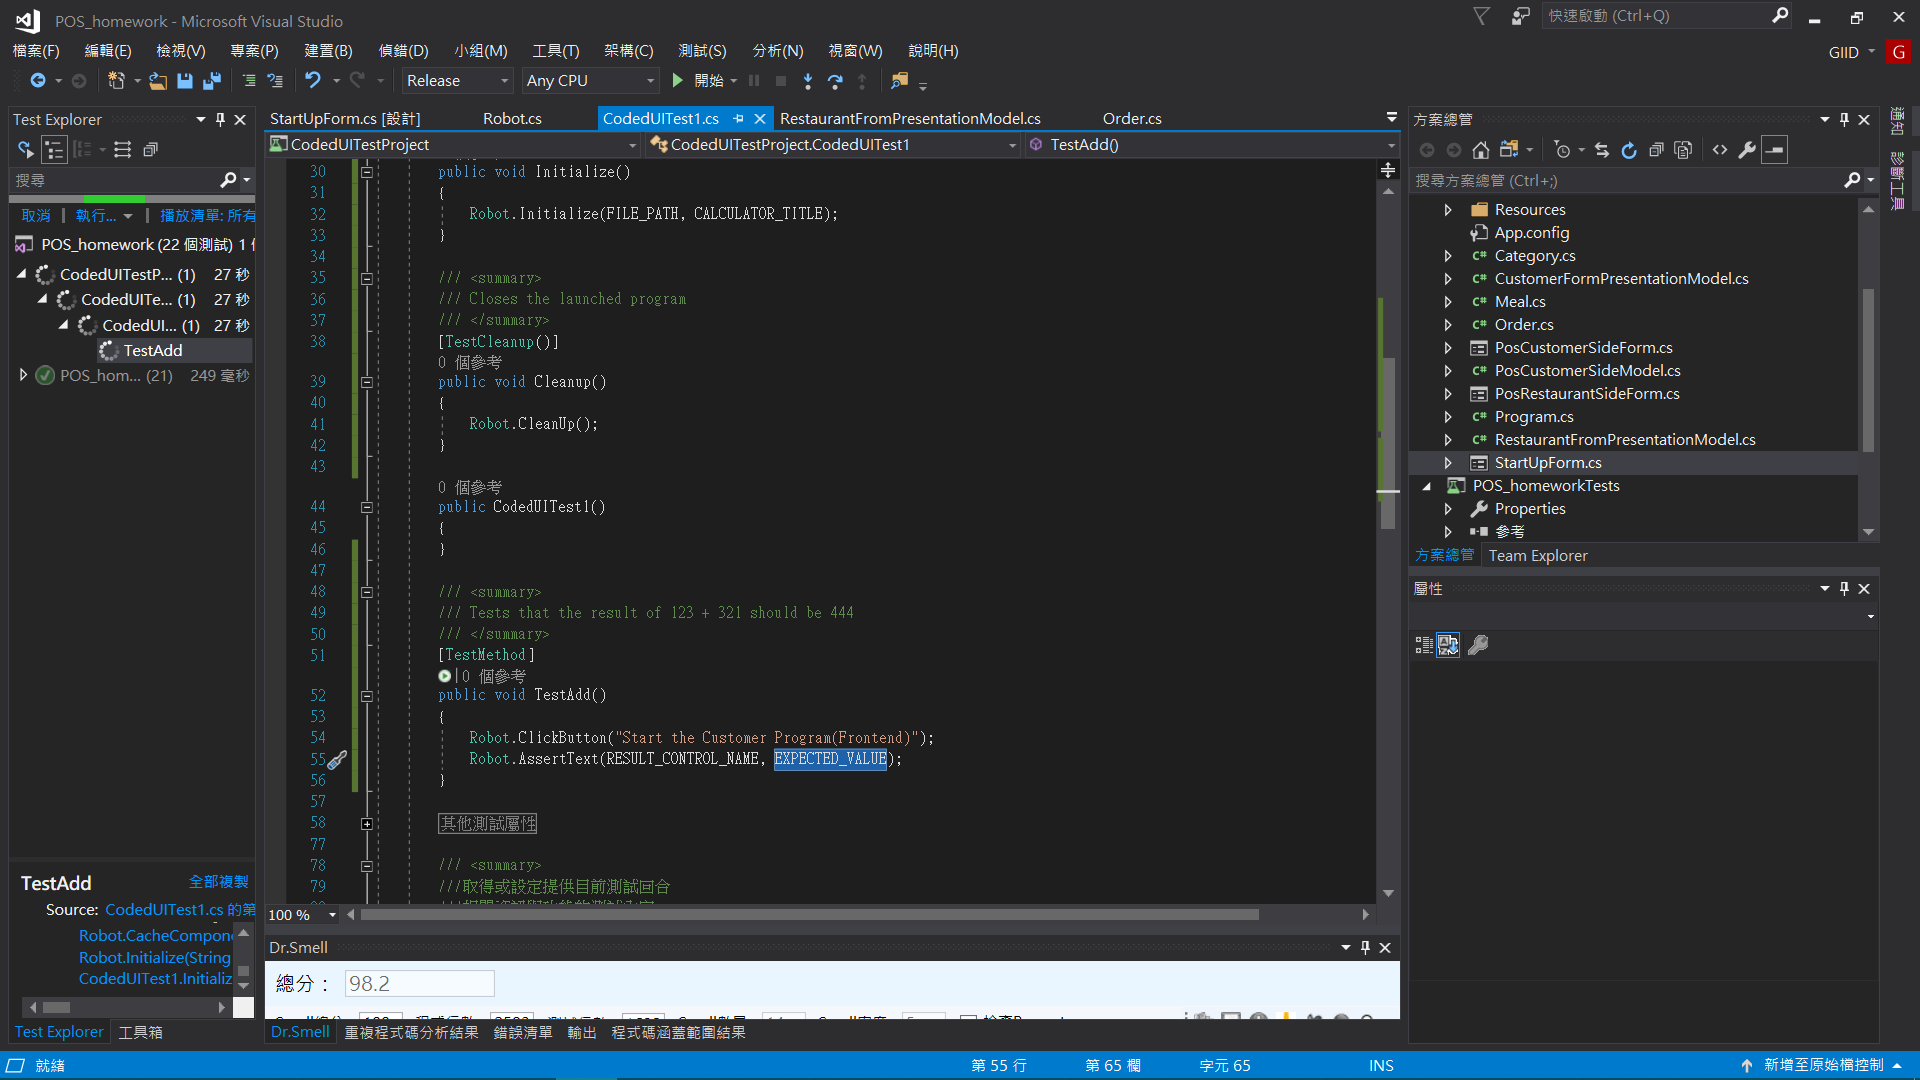 POS_homework - Microsoft Visual Studio
快速啟動 (Ctrl+Q)
檔案(F) 編輯(E) 檢視(V) 專案(P) 建置(B) 偵錯(D) 小組(M) 工具(T) 架構(C) 測試(S) 分析(N) 視窗(W) 說明(H)
GIID G
Release Any CPU 開始
Test Explorer
搜尋
取消 執行... 播放清單: 所有
POS_homework (22 個測試) 1
CodedUITestP... (1) 27 秒
CodedUITe... (1) 27 秒
CodedUI... (1) 27 秒
TestAdd
POS_hom... (21) 249 毫秒
TestAdd 全部複製
Source: CodedUITest1.cs 的第
Robot.CacheCompon
Robot.Initialize(String
CodedUITest1.Initializ
Test Explorer 工具箱
StartUpForm.cs [設計] Robot.cs CodedUITest1.cs RestaurantFromPresentationModel.cs Order.cs
CodedUITestProject CodedUITestProject.CodedUITest1 TestAdd()
30 public void Initialize()
31 {
32 Robot.Initialize(FILE_PATH, CALCULATOR_TITLE);
33 }
34
35 /// <summary>
36 /// Closes the launched program
37 /// </summary>
38 [TestCleanup()]
0 個參考
39 public void Cleanup()
40 {
41 Robot.CleanUp();
42 }
43
0 個參考
44 public CodedUITest1()
45 {
46 }
47
48 /// <summary>
49 /// Tests that the result of 123 + 321 should be 444
50 /// </summary>
51 [TestMethod]
|0 個參考
52 public void TestAdd()
53 {
54 Robot.ClickButton("Start the Customer Program(Frontend)");
55 Robot.AssertText(RESULT_CONTROL_NAME, EXPECTED_VALUE);
56 }
57
58 其他測試屬性
77
78 /// <summary>
79 ///取得或設定提供目前測試回合
100 %
Dr.Smell
總分： 98.2
Dr.Smell 重複程式碼分析結果 錯誤清單 輸出 程式碼涵蓋範圍結果
方案總管
搜尋方案總管 (Ctrl+;)
Resources
App.config
C# Category.cs
C# CustomerFormPresentationModel.cs
C# Meal.cs
C# Order.cs
PosCustomerSideForm.cs
C# PosCustomerSideModel.cs
PosRestaurantSideForm.cs
C# Program.cs
C# RestaurantFromPresentationModel.cs
StartUpForm.cs
POS_homeworkTests
Properties
參考
方案總管 Team Explorer
屬性
通知
診斷工具
就緒 第 55 行 第 65 欄 字元 65 INS 新增至原始檔控制